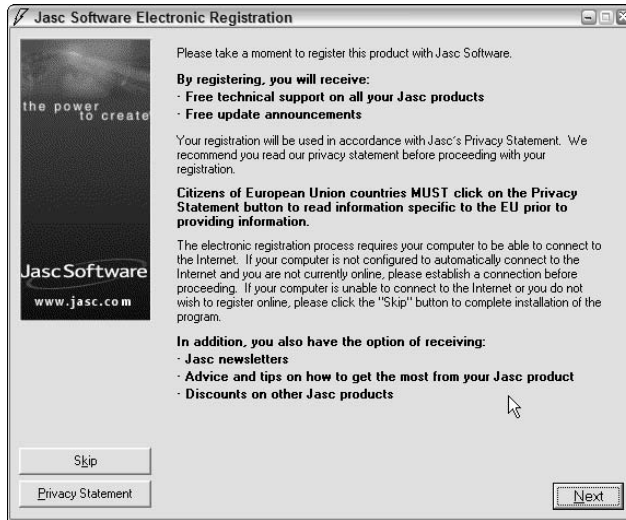 Jasc Software Electronic Registration
the power
to create
Jasc Software
www.jasc.com
Please take a moment to register this product with Jasc Software.
By registering, you will receive:
· Free technical support on all your Jasc products
· Free update announcements
Your registration will be used in accordance with Jasc's Privacy Statement. We
recommend you read our privacy statement before proceeding with your
registration.
Citizens of European Union countries MUST click on the Privacy
Statement button to read information specific to the EU prior to
providing information.
The electronic registration process requires your computer to be able to connect to
the Internet. If your computer is not configured to automatically connect to the
Internet and you are not currently online, please establish a connection before
proceeding. If your computer is unable to connect to the Internet or you do not
wish to register online, please click the "Skip" button to complete installation of the
program.
In addition, you also have the option of receiving:
· Jasc newsletters
· Advice and tips on how to get the most from your Jasc product
· Discounts on other Jasc products
Skip
Privacy Statement
Next